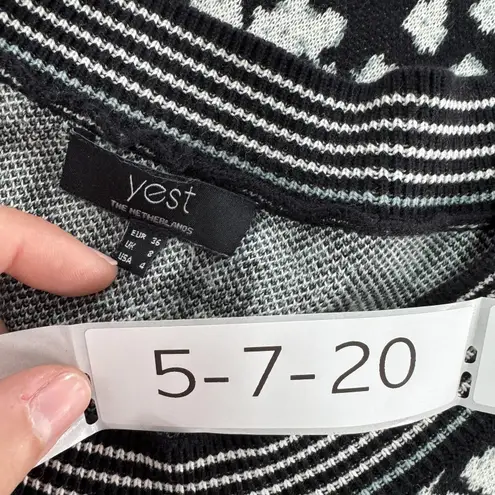 yest
THE NETHERLANDS
EUR 36
UK 8
USA 4
5-7-20